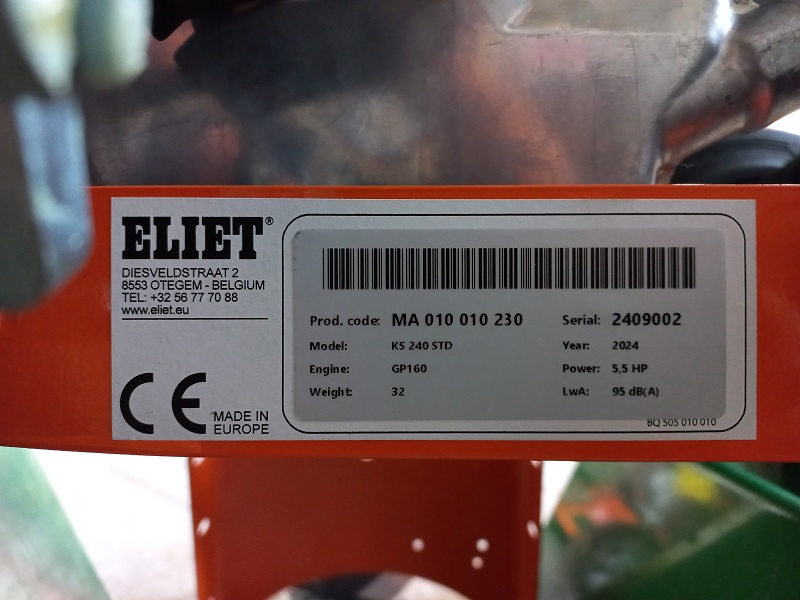 ELIET®
DIESVELDSTRAAT 2
8553 OTEGEM - BELGIUM
TEL: +32 56 77 70 88
www.eliet.eu
CE
MADE IN
EUROPE
Prod. code: MA 010 010 230
Serial: 2409002
Model: KS 240 STD
Year: 2024
Engine: GP160
Power: 5,5 HP
Weight: 32
LwA: 95 dB(A)
BQ 505 010 010